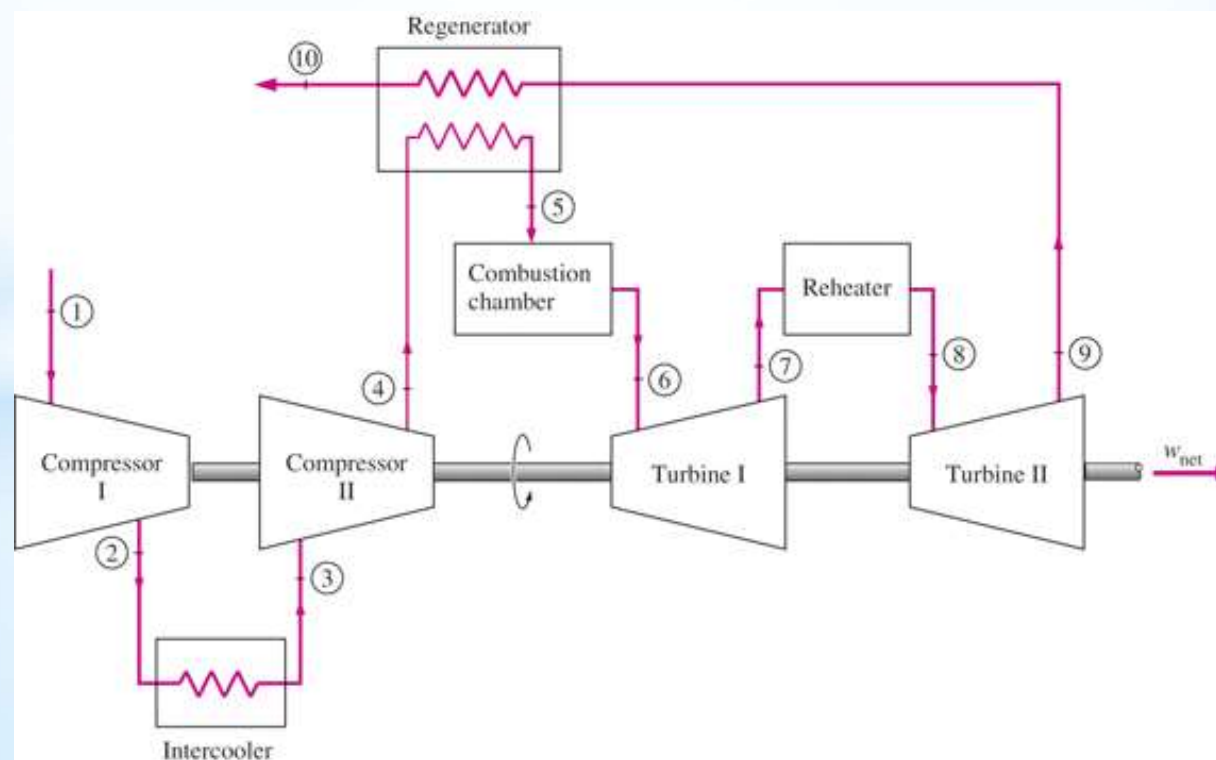 Regenerator
10
5
Combustion
chamber
Reheater
1
4
6
7
8
9
Compressor
I
Compressor
II
Turbine I
Turbine II
w_net
2
3
Intercooler